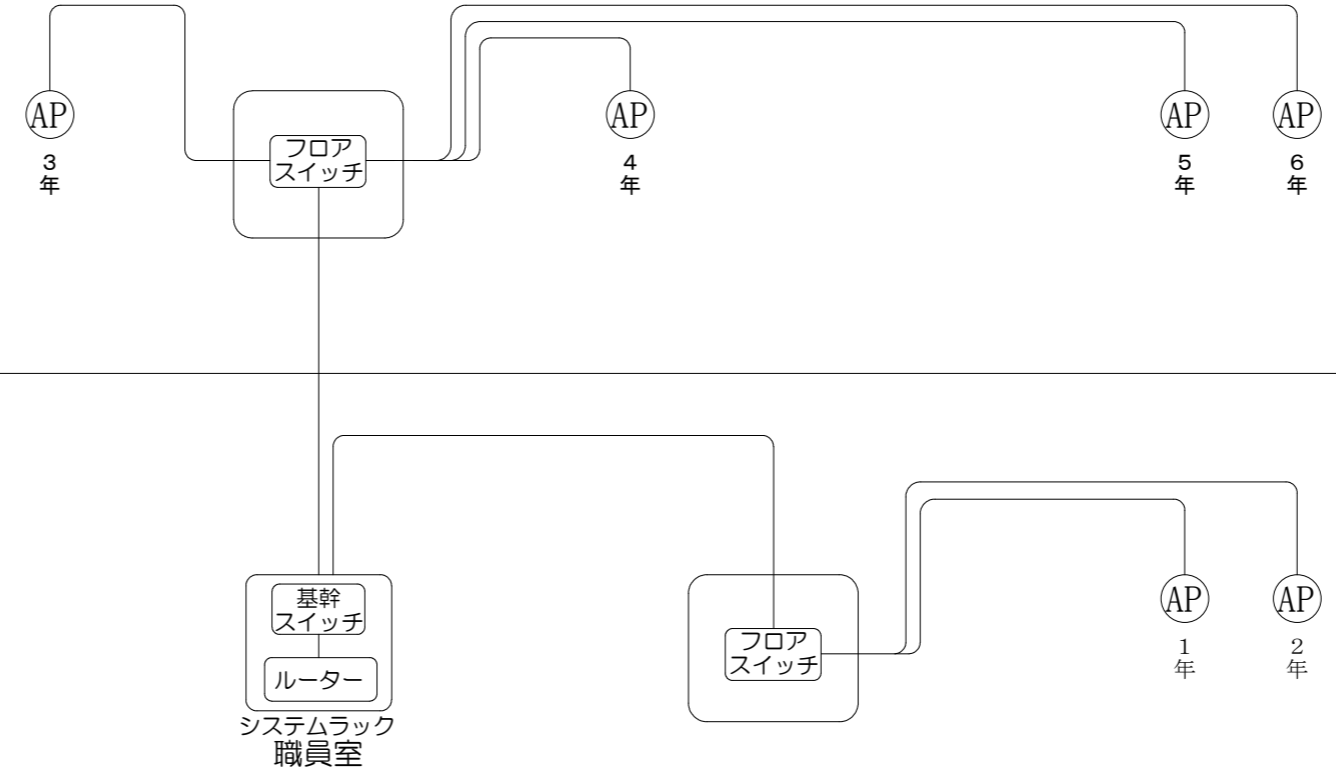 AP
3年
フロア
スイッチ
AP
4年
AP
5年
AP
6年
基幹
スイッチ
ルーター
システムラック
職員室
フロア
スイッチ
AP
1年
AP
2年